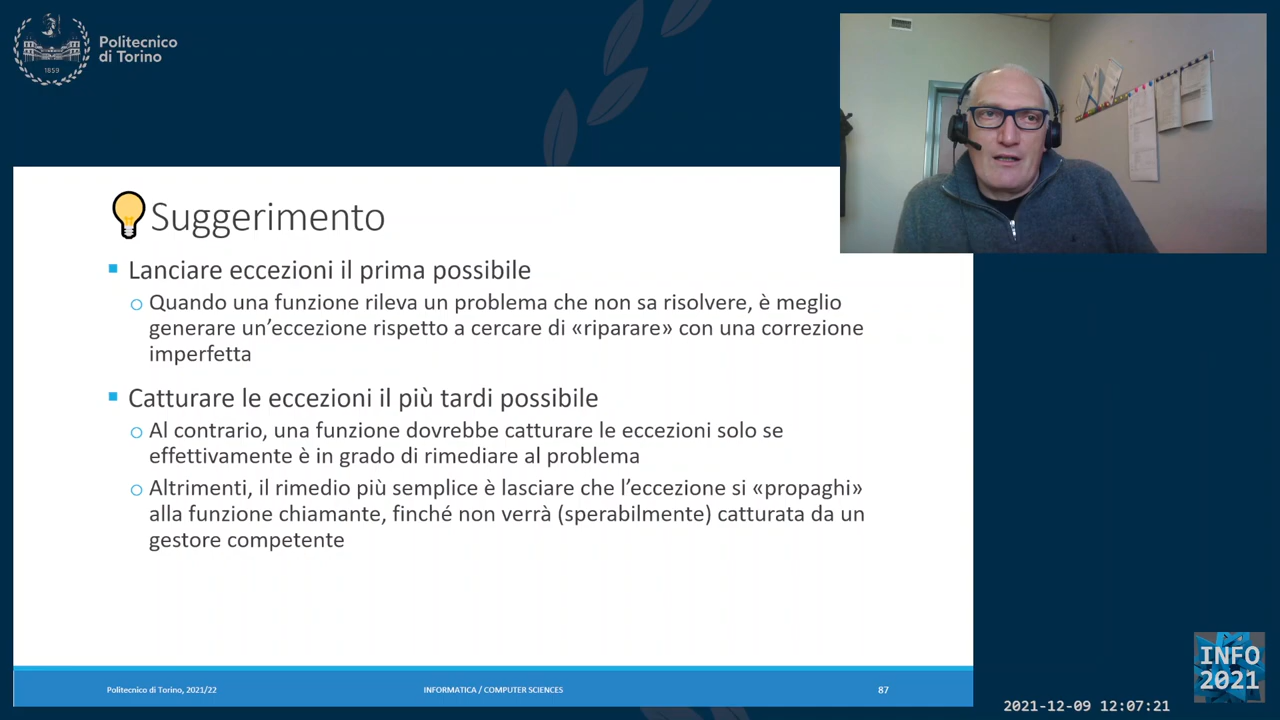 Politecnico
di Torino
1859
Suggerimento
Lanciare eccezioni il prima possibile
Quando una funzione rileva un problema che non sa risolvere, è meglio
generare un’eccezione rispetto a cercare di «riparare» con una correzione
imperfetta
Catturare le eccezioni il più tardi possibile
Al contrario, una funzione dovrebbe catturare le eccezioni solo se
effettivamente è in grado di rimediare al problema
Altrimenti, il rimedio più semplice è lasciare che l’eccezione si «propaghi»
alla funzione chiamante, finché non verrà (sperabilmente) catturata da un
gestore competente
Politecnico di Torino, 2021/22
INFORMATICA / COMPUTER SCIENCES
87
INFO
2021
2021-12-09 12:07:21